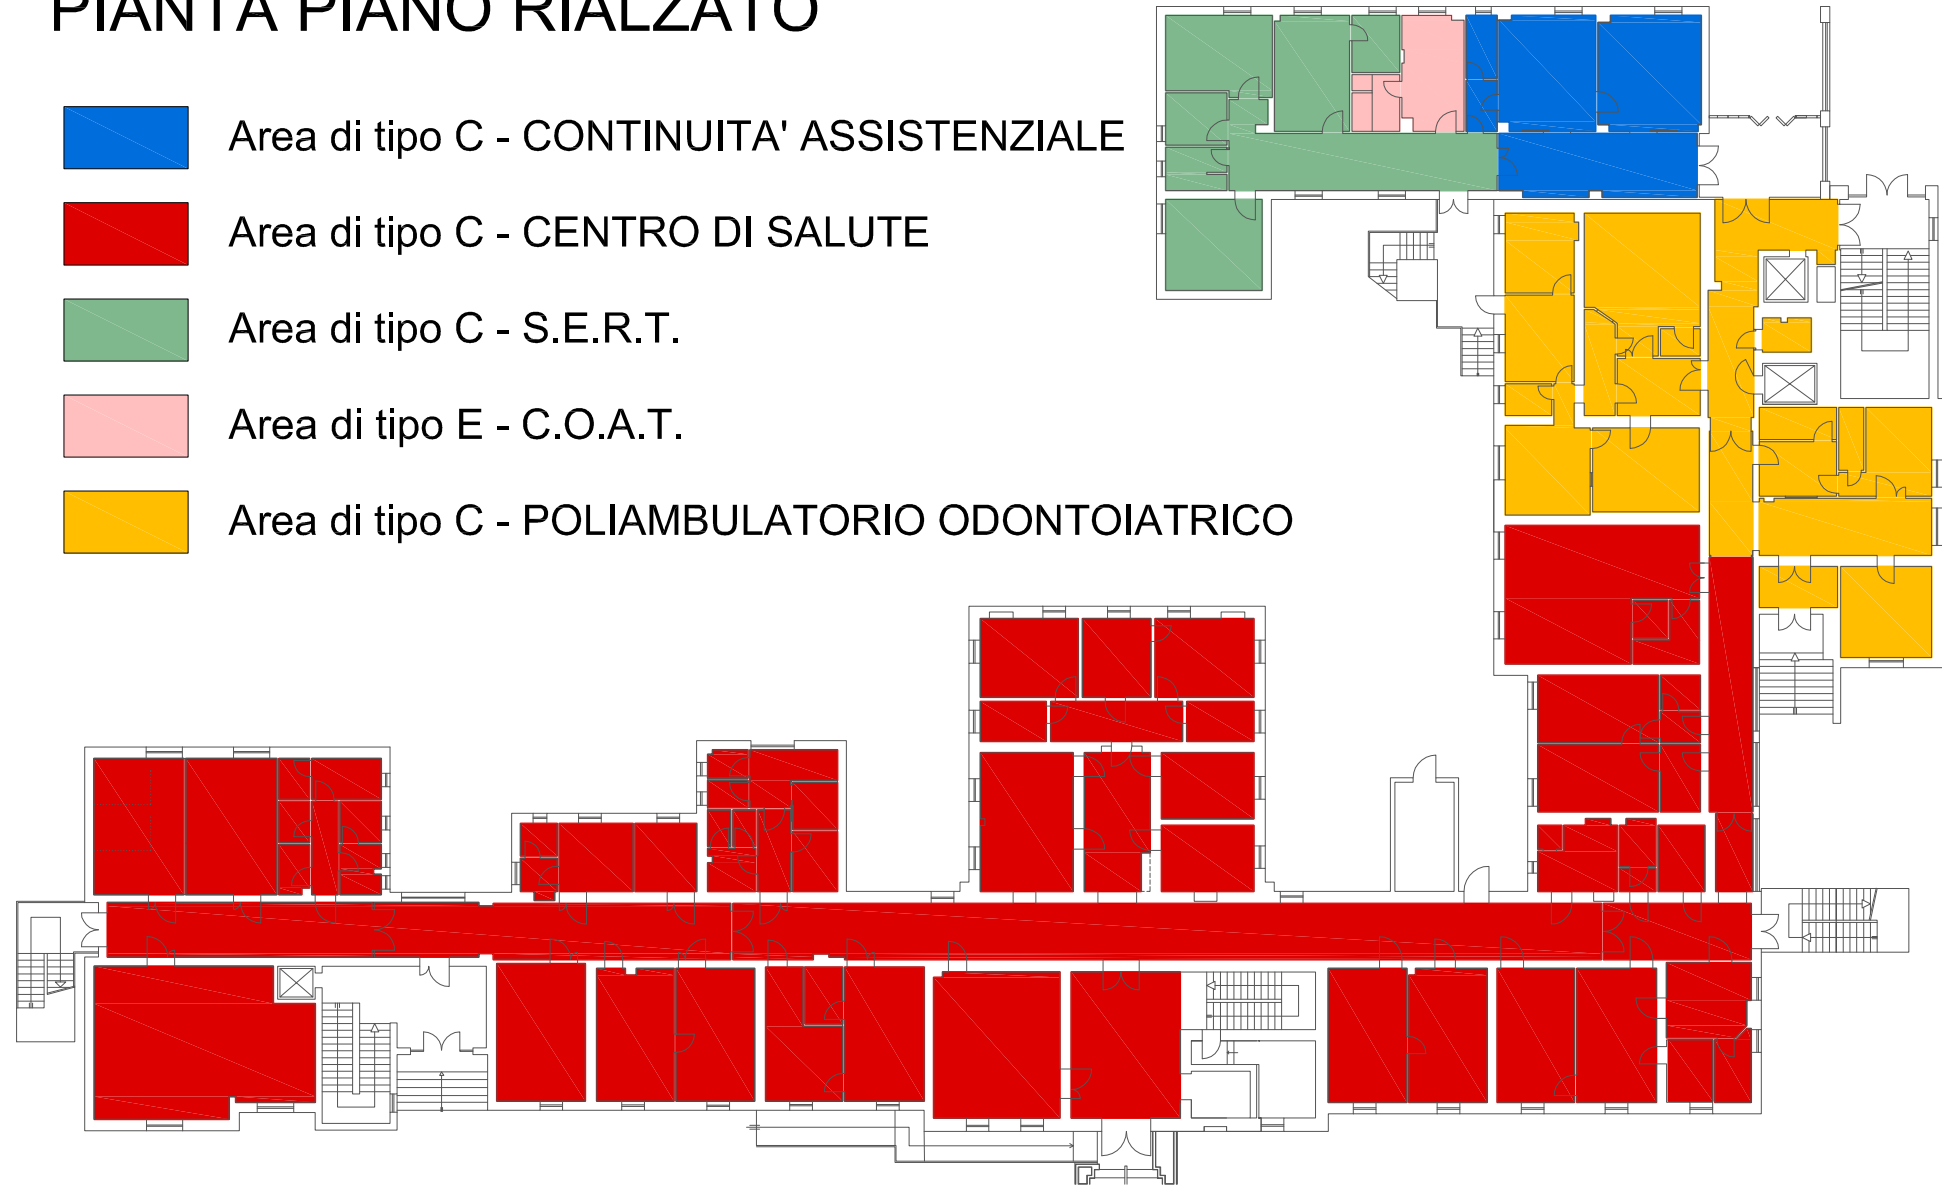 PIANTA PIANO RIALZATO
Area di tipo C - CONTINUITA' ASSISTENZIALE
Area di tipo C - CENTRO DI SALUTE
Area di tipo C - S.E.R.T.
Area di tipo E - C.O.A.T.
Area di tipo C - POLIAMBULATORIO ODONTOIATRICO